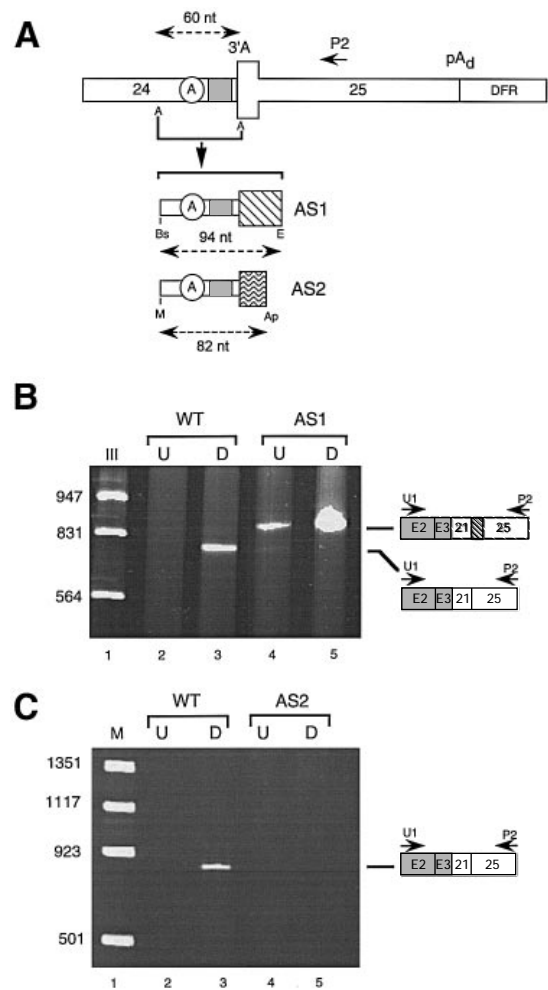 A
60 nt
3'A
P2
pAd
24 A 25 DFR
A A
A AS1
Bs E
94 nt
A AS2
M Ap
82 nt
B
WT AS1
III U D U D
947
831
564
U1 P2
E2 E3 21 25
U1 P2
E2 E3 21 25
1 2 3 4 5
C
WT AS2
M U D U D
1351
1117
923
501
U1 P2
E2 E3 21 25
1 2 3 4 5